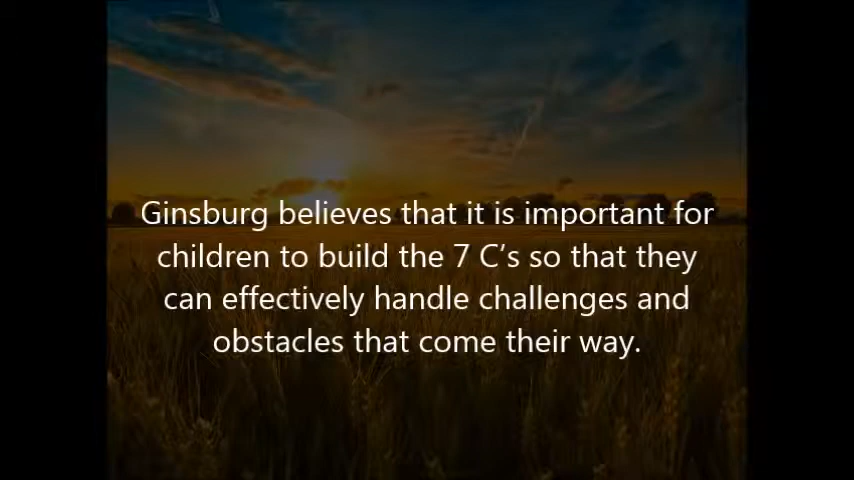 Ginsburg believes that it is important for
children to build the 7 C’s so that they
can effectively handle challenges and
obstacles that come their way.